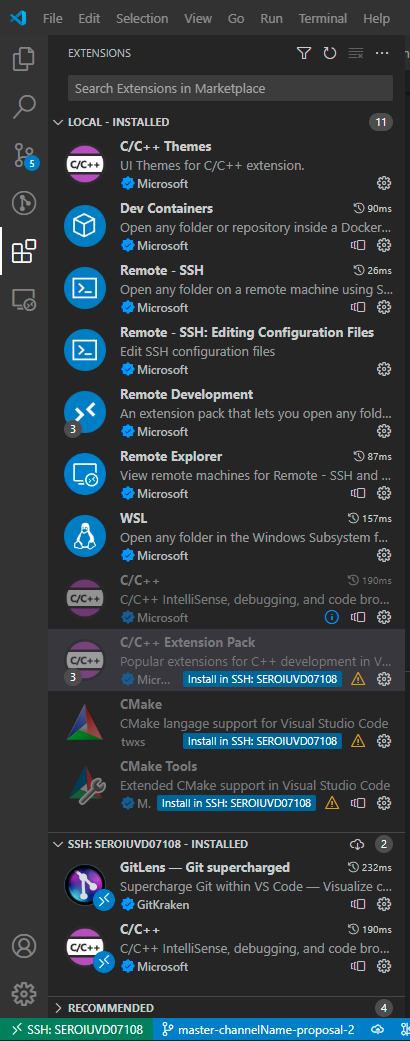 File Edit Selection View Go Run Terminal Help
EXTENSIONS
Search Extensions in Marketplace
LOCAL - INSTALLED 11
C/C++ Themes
UI Themes for C/C++ extension.
Microsoft
Dev Containers 90ms
Open any folder or repository inside a Docker...
Microsoft
Remote - SSH 26ms
Open any folder on a remote machine using S...
Microsoft
Remote - SSH: Editing Configuration Files
Edit SSH configuration files
Microsoft
Remote Development
An extension pack that lets you open any fold...
3
Microsoft
Remote Explorer 87ms
View remote machines for Remote - SSH and ...
Microsoft
WSL 157ms
Open any folder in the Windows Subsystem f...
Microsoft
C/C++ 190ms
C/C++ IntelliSense, debugging, and code bro...
Microsoft
C/C++ Extension Pack
Popular extensions for C++ development in V...
3
Micr... Install in SSH: SEROIUVD07108
CMake
CMake langage support for Visual Studio Code
twxs Install in SSH: SEROIUVD07108
CMake Tools
Extended CMake support in Visual Studio Code
M. Install in SSH: SEROIUVD07108
SSH: SEROIUVD07108 - INSTALLED 2
GitLens — Git supercharged 232ms
Supercharge Git within VS Code — Visualize c...
GitKraken
C/C++ 190ms
C/C++ IntelliSense, debugging, and code bro...
Microsoft
RECOMMENDED 4
SSH: SEROIUVD07108 master-channelName-proposal-2
5
C/C++
C/C++
C/C++
C/C++